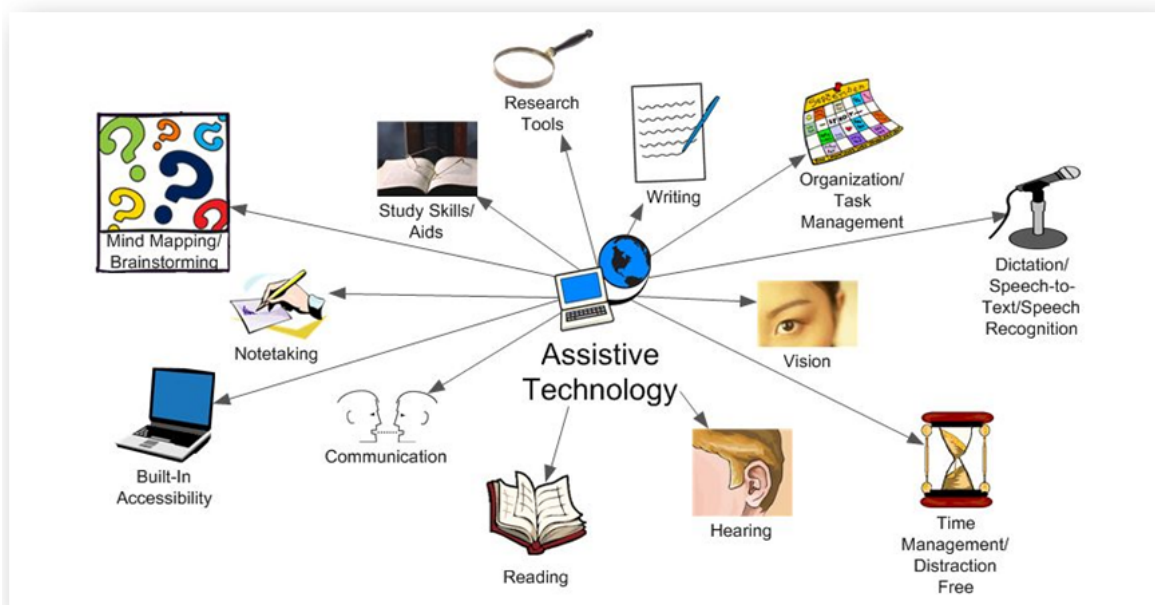 Research
Tools
Writing
September
Organization/
Task
Management
Study Skills/
Aids
Mind Mapping/
Brainstorming
Dictation/
Speech-to-
Text/Speech
Recognition
Notetaking
Vision
Assistive
Technology
Built-In
Accessibility
Communication
Reading
Hearing
Time
Management/
Distraction
Free